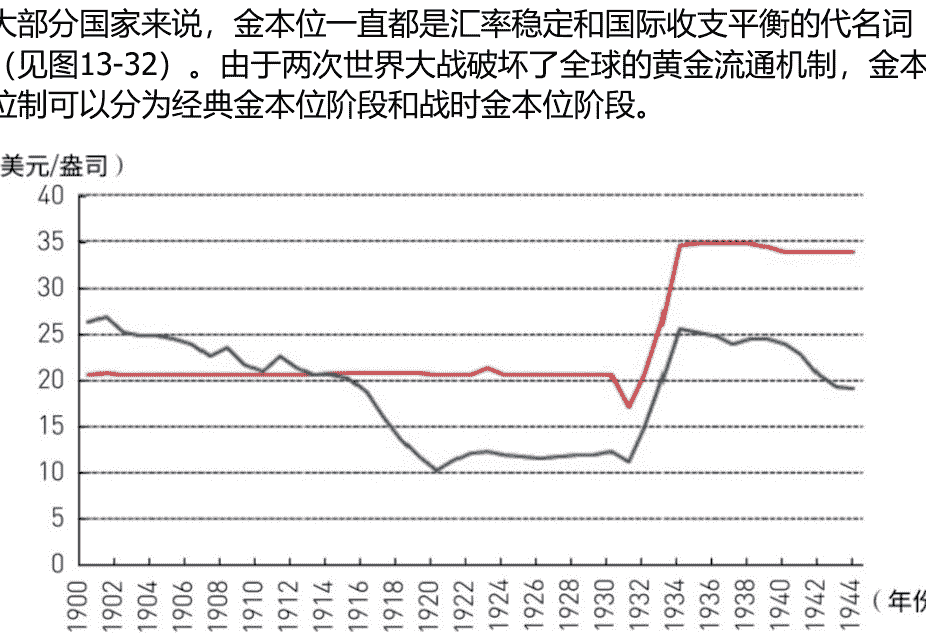 大部分国家来说，金本位一直都是汇率稳定和国际收支平衡的代名词
（见图13-32）。由于两次世界大战破坏了全球的黄金流通机制，金本
位制可以分为经典金本位阶段和战时金本位阶段。
美元/盎司）
40
35
30
25
20
15
10
5
0
1900 1902 1904 1906 1908 1910 1912 1914 1916 1918 1920 1922 1924 1926 1928 1930 1932 1934 1936 1938 1940 1942 1944 （年份